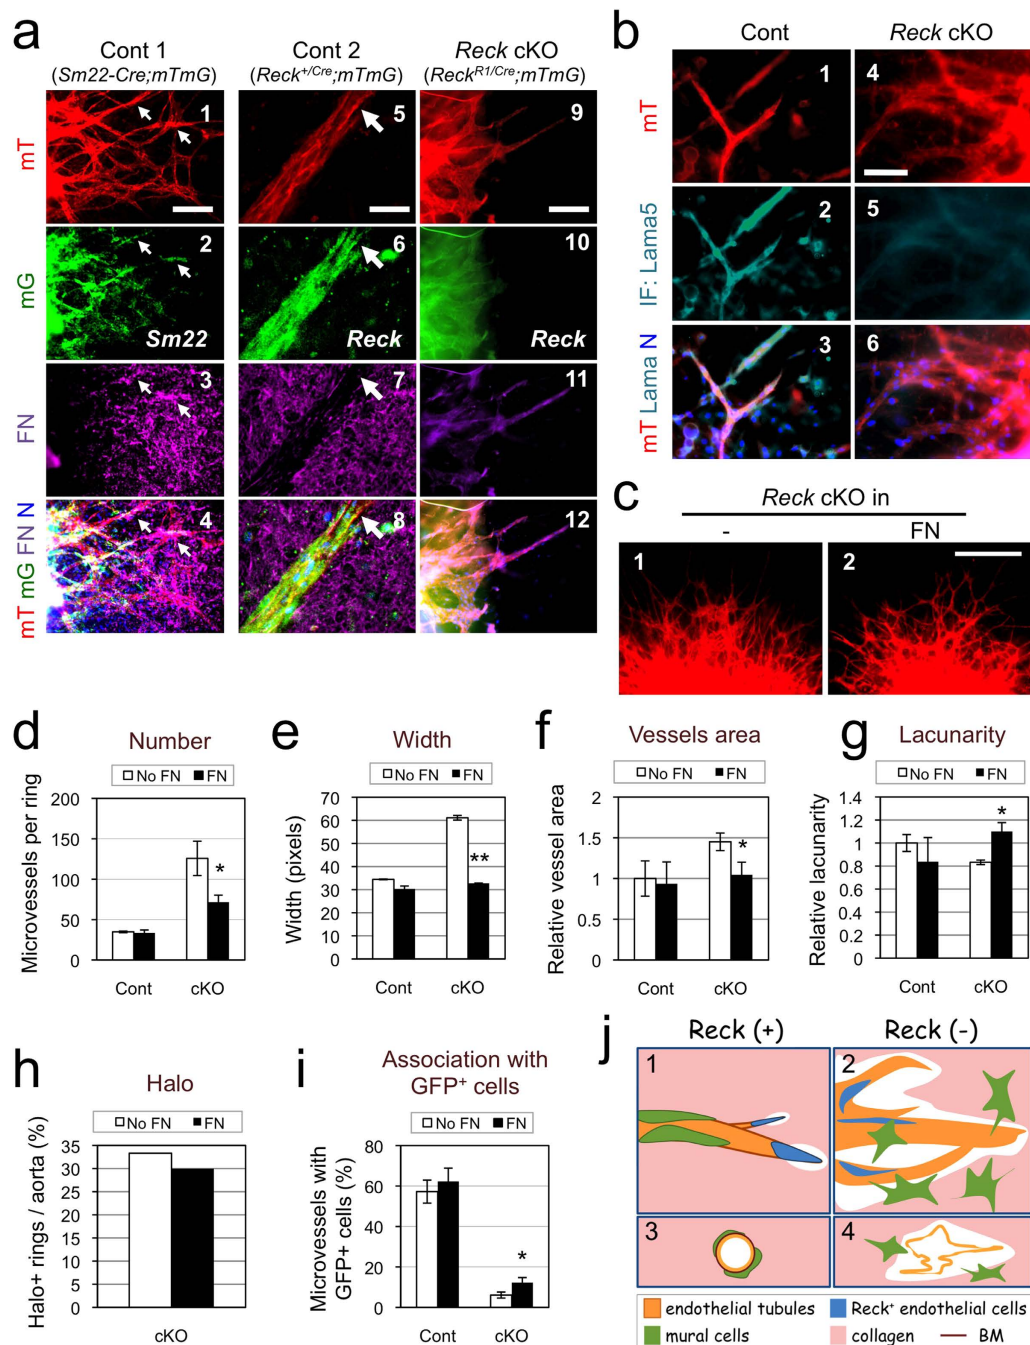 a
Cont 1
(Sm22-Cre;mTmG)
Cont 2
(Reck+/Cre;mTmG)
Reck cKO
(ReckR1/Cre;mTmG)
mT
1
5
9
mG
2
6
10
Sm22
Reck
Reck
FN
3
7
11
mT mG FN N
4
8
12
b
Cont
Reck cKO
mT
1
4
IF: Lama5
2
5
mT Lama N
3
6
c
Reck cKO in
-
FN
1
2
d
Number
No FN
FN
Microvessels per ring
200
150
100
50
0
*
Cont
cKO
e
Width
No FN
FN
Width (pixels)
70
60
50
40
30
20
10
0
**
Cont
cKO
f
Vessels area
No FN
FN
Relative vessel area
2
1.5
1
0.5
0
*
Cont
cKO
g
Lacunarity
No FN
FN
Relative lacunarity
1.4
1.2
1
0.8
0.6
0.4
0.2
0
*
Cont
cKO
h
Halo
No FN
FN
Halo+ rings / aorta (%)
35
30
25
20
15
10
5
0
cKO
i
Association with
GFP+ cells
No FN
FN
Microvessels with
GFP+ cells (%)
80
60
40
20
0
*
Cont
cKO
j
Reck (+)
Reck (-)
1
2
3
4
endothelial tubules
Reck+ endothelial cells
mural cells
collagen
BM